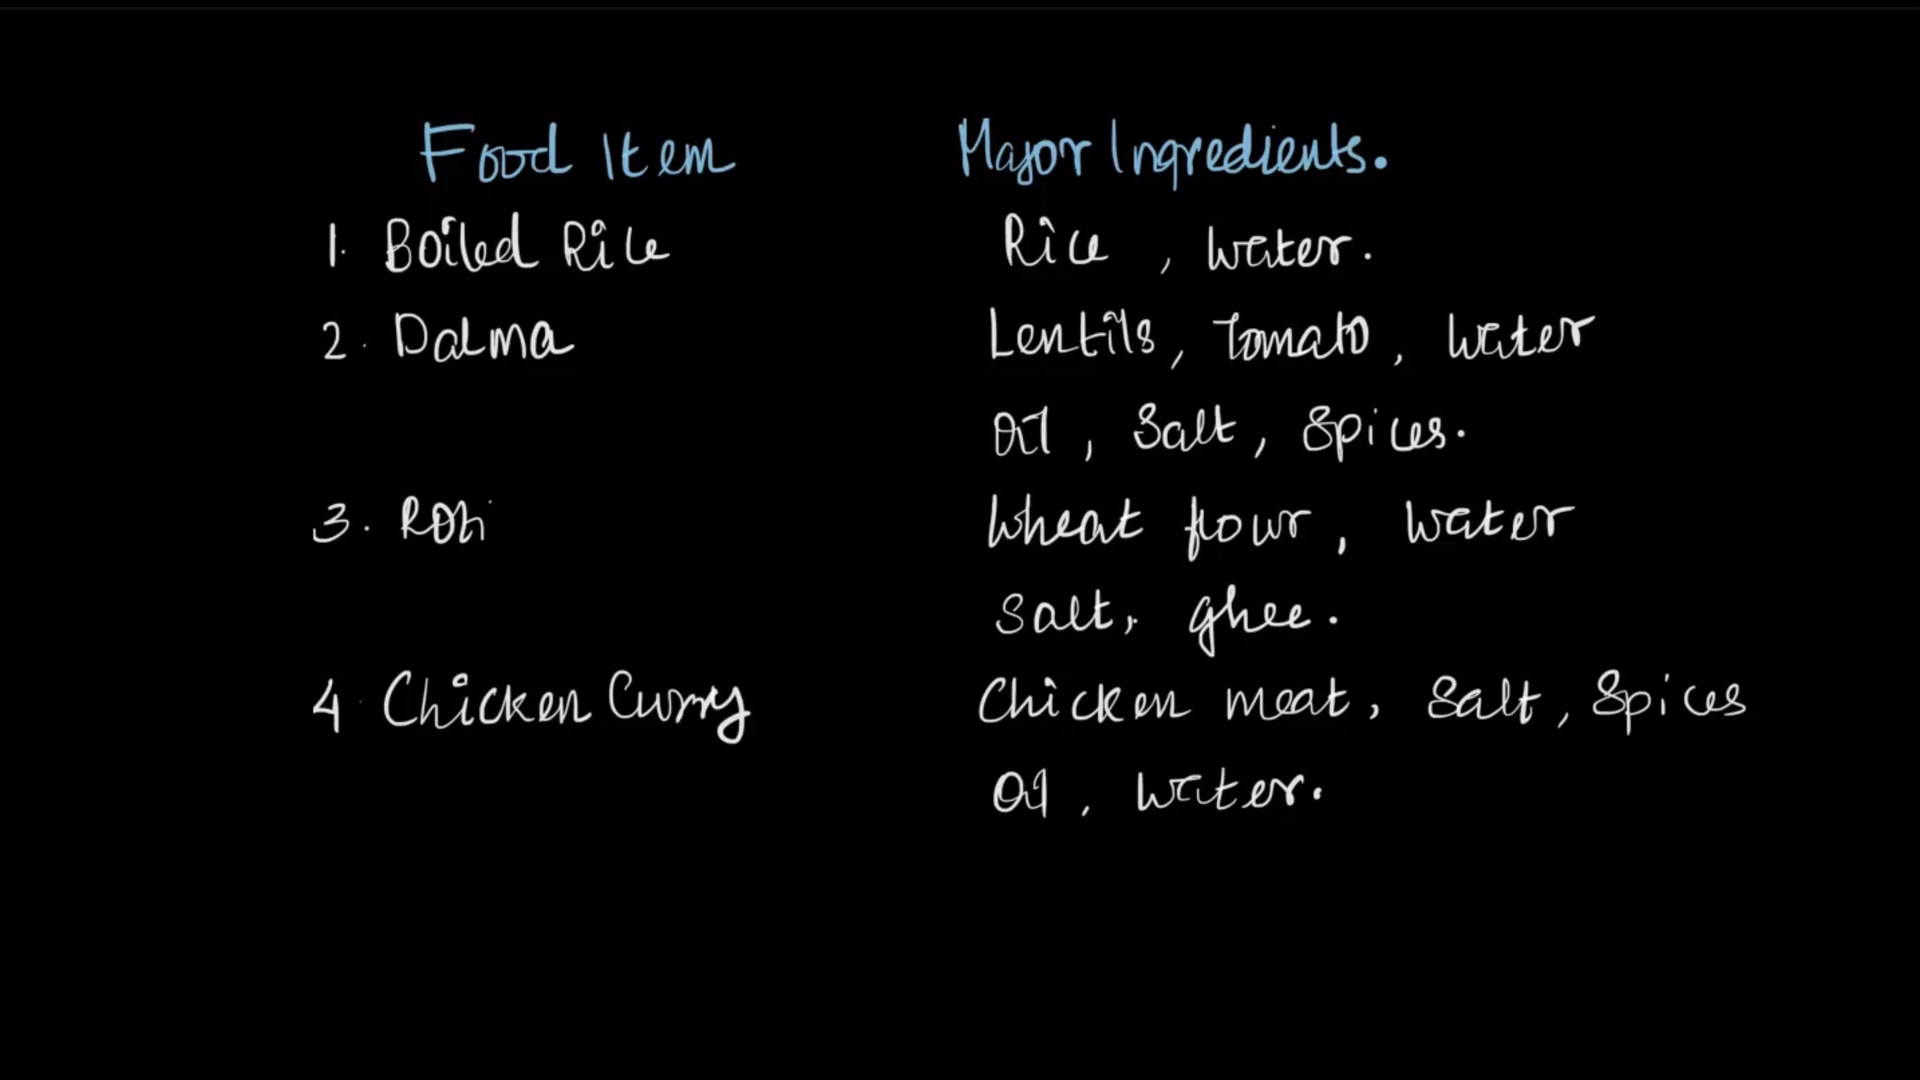 Food Item Major Ingredients.
1. Boiled Rice Rice, water.
2. Dalma Lentils, Tomato, Water
Oil, Salt, Spices.
3. Roti Wheat flour, Water
Salt, ghee.
4. Chicken Curry Chicken meat, Salt, Spices
Oil, Water.